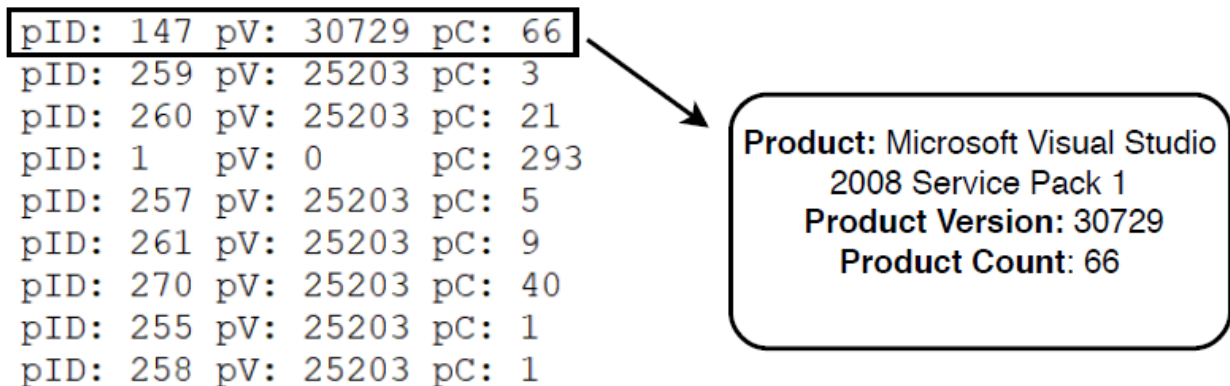 pID: 147 pV: 30729 pC: 66
pID: 259 pV: 25203 pC: 3
pID: 260 pV: 25203 pC: 21
pID: 1 pV: 0 pC: 293
pID: 257 pV: 25203 pC: 5
pID: 261 pV: 25203 pC: 9
pID: 270 pV: 25203 pC: 40
pID: 255 pV: 25203 pC: 1
pID: 258 pV: 25203 pC: 1
Product: Microsoft Visual Studio
2008 Service Pack 1
Product Version: 30729
Product Count: 66